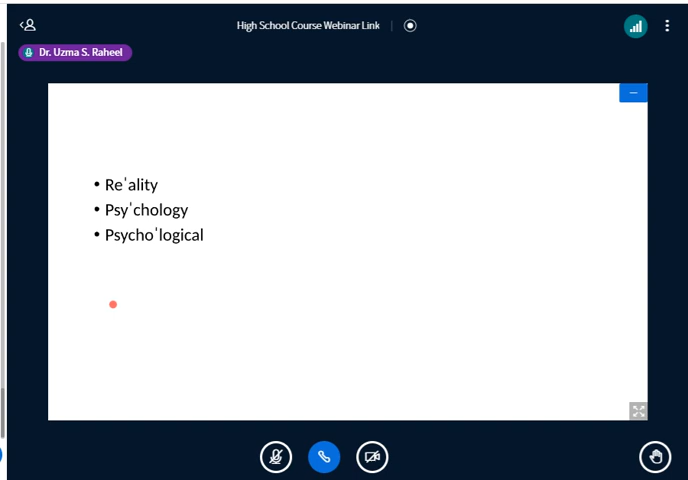 High School Course Webinar Link
Dr. Uzma S. Raheel
• Reˈality
• Psyˈchology
• Psychoˈlogical